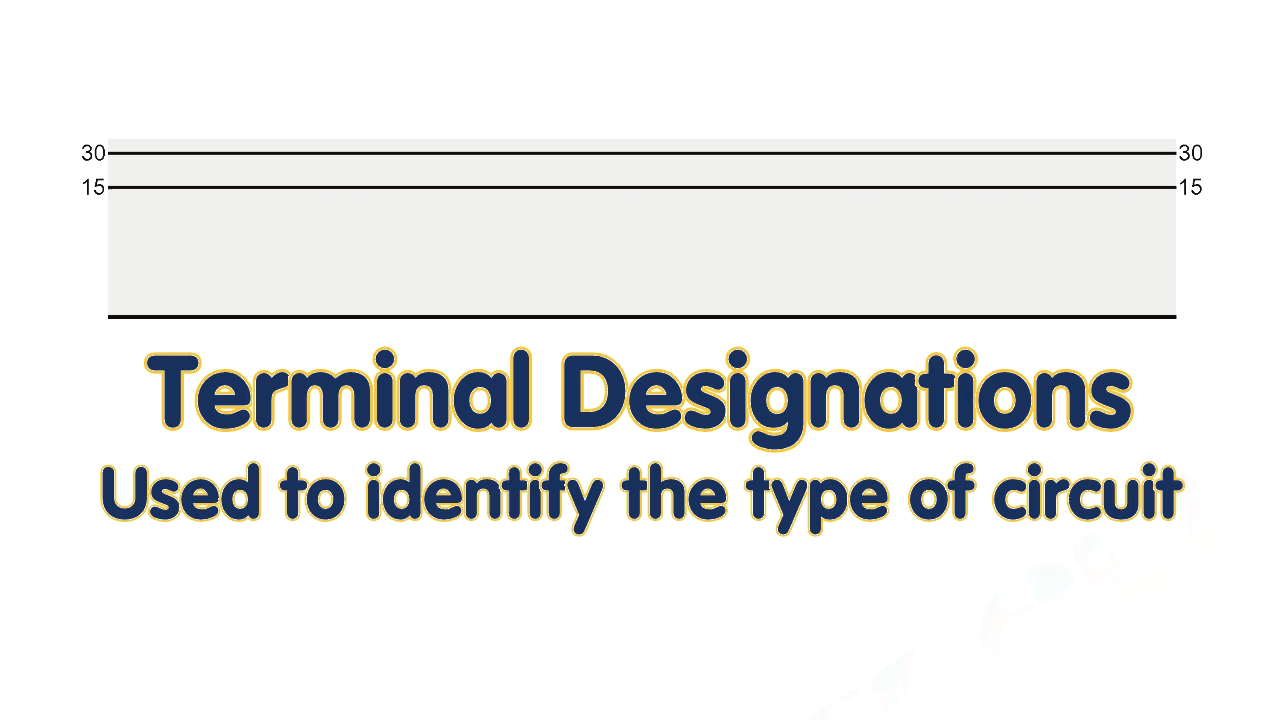 30 30
15 15
Terminal Designations
Used to identify the type of circuit